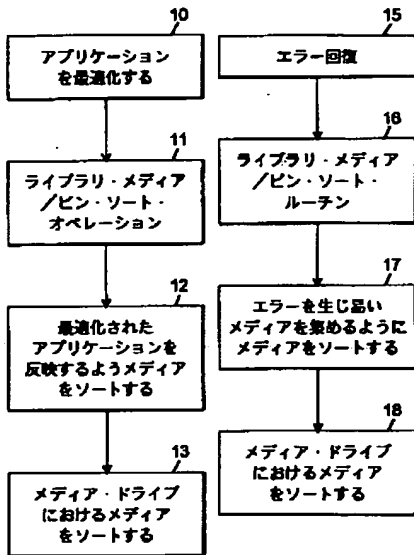 10
アプリケーション
を最適化する
11
ライブラリ・メディア
/ビン・ソート・
オペレーション
12
最適化された
アプリケーションを
反映するようメディア
をソートする
13
メディア・ドライブ
におけるメディア
をソートする
15
エラー回復
16
ライブラリ・メディア
/ビン・ソート・
ルーチン
17
エラーを生じ易い
メディアを集めるように
メディアをソートする
18
メディア・ドライブ
におけるメディア
をソートする